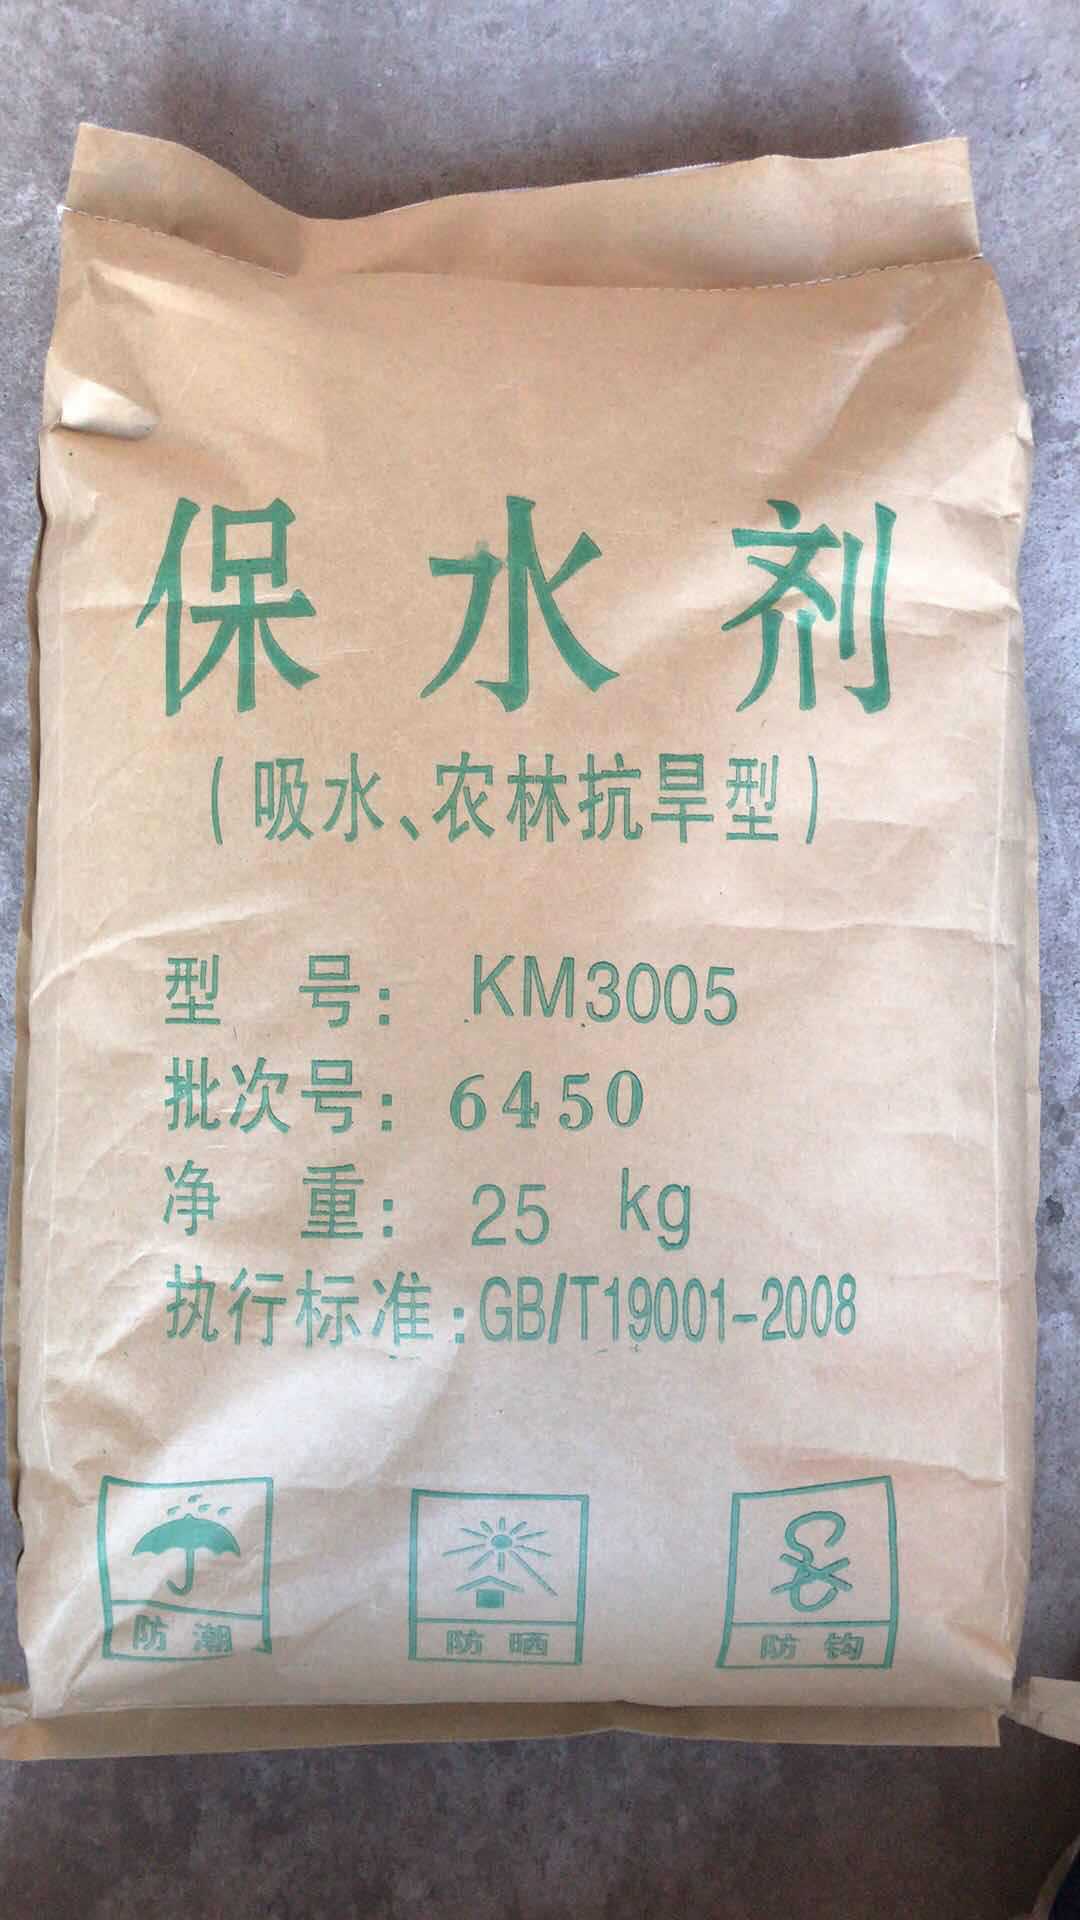 保水剂
（吸水、农林抗旱型）
型 号: KM3005
批次号: 6450
净 重: 25 kg
执行标准:GB/T19001-2008
防 潮
防 晒
防 钩